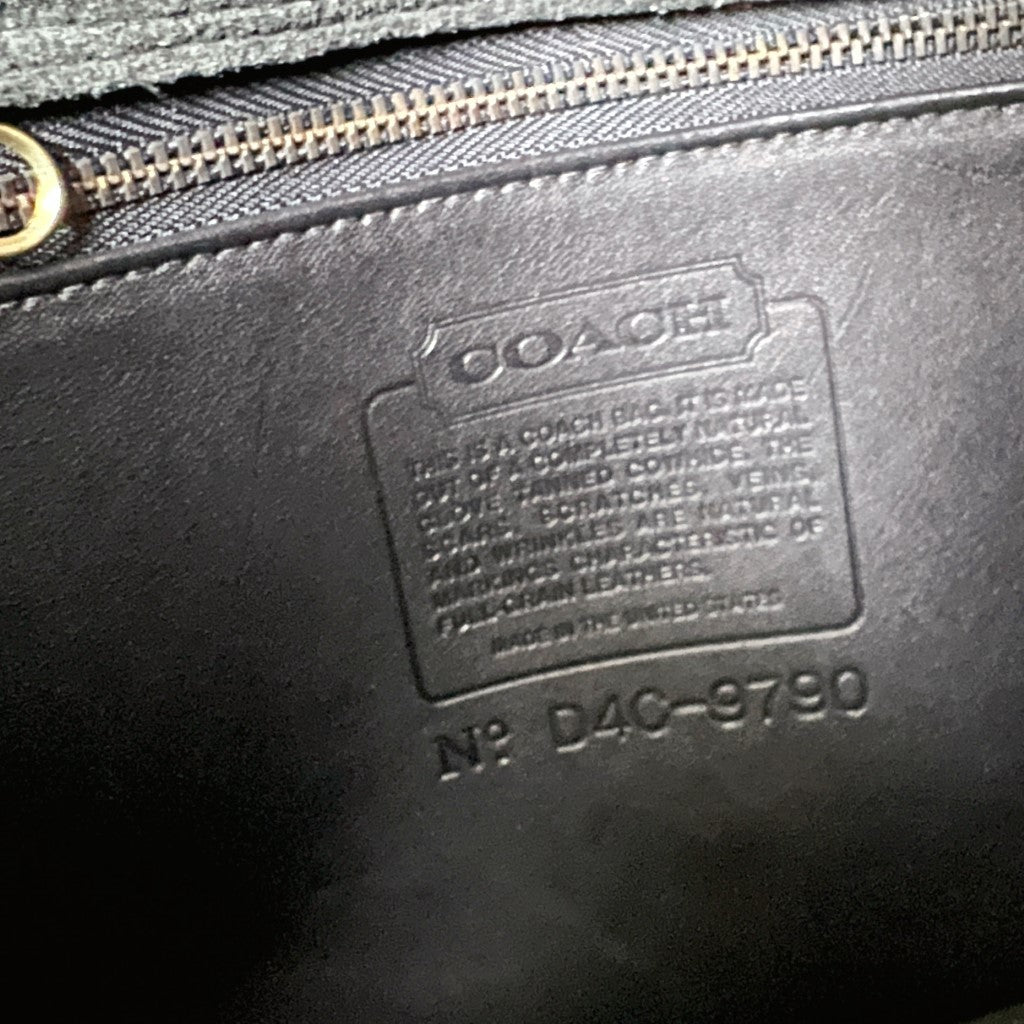 COACH
THIS IS A COACH BAG. IT IS MADE
OUT OF A COMPLETELY NATURAL
GLOVE TANNED COWHIDE. THE
SCARS, SCRATCHES, VEINS,
AND WRINKLES ARE NATURAL
MARKINGS CHARACTERISTIC OF
FULL-GRAIN LEATHERS.
MADE IN THE UNITED STATES
Nº D4C-9790